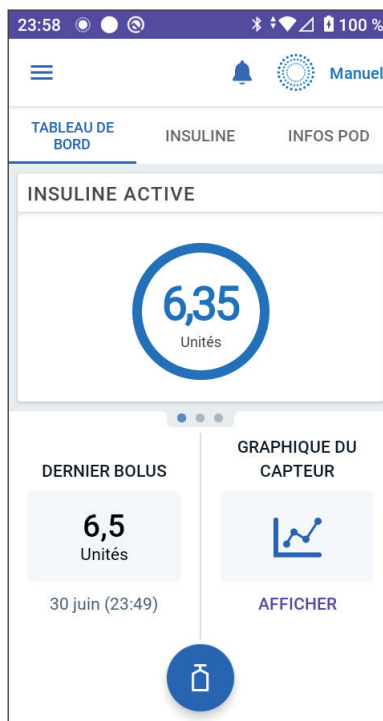 23:58 100 %
Manuel
TABLEAU DE
BORD
INSULINE
INFOS POD
INSULINE ACTIVE
6,35
Unités
DERNIER BOLUS
6,5
Unités
30 juin (23:49)
GRAPHIQUE DU
CAPTEUR
AFFICHER